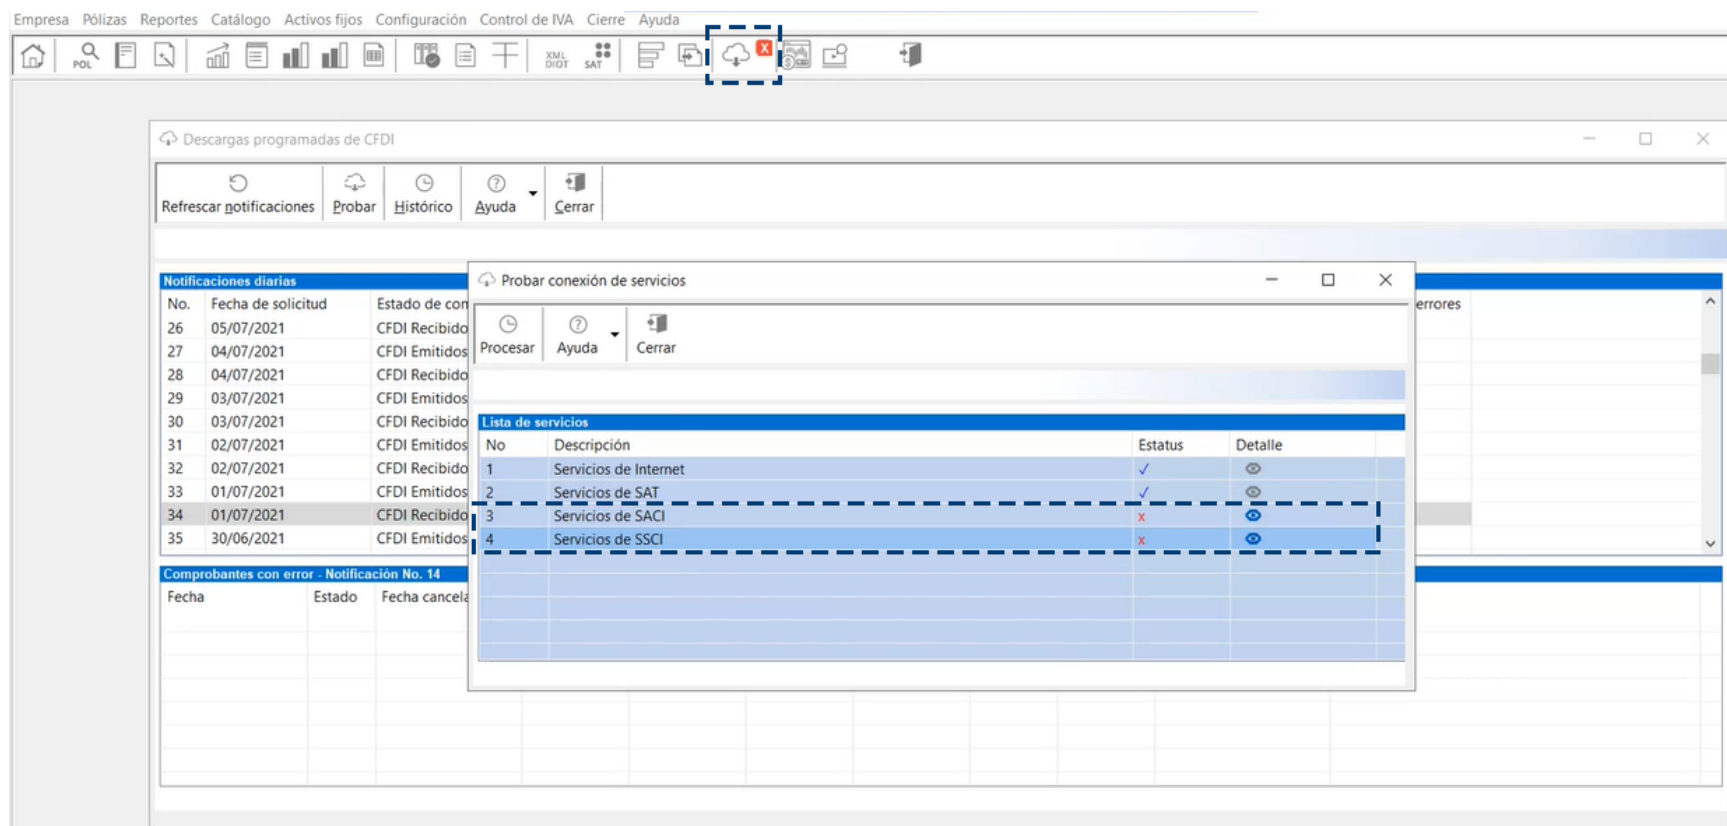 Empresa Pólizas Reportes Catálogo Activos fijos Configuración Control de IVA Cierre Ayuda
POL XML DIOT SAT X
Descargas programadas de CFDI
Refrescar notificaciones Probar Histórico Ayuda Cerrar
Notificaciones diarias
No. Fecha de solicitud Estado de con errores
26 05/07/2021 CFDI Recibido
27 04/07/2021 CFDI Emitidos
28 04/07/2021 CFDI Recibido
29 03/07/2021 CFDI Emitidos
30 03/07/2021 CFDI Recibido
31 02/07/2021 CFDI Emitidos
32 02/07/2021 CFDI Recibido
33 01/07/2021 CFDI Emitidos
34 01/07/2021 CFDI Recibido
35 30/06/2021 CFDI Emitidos
Comprobantes con error - Notificación No. 14
Fecha Estado Fecha cancela
Probar conexión de servicios
Procesar Ayuda Cerrar
Lista de servicios
No Descripción Estatus Detalle
1 Servicios de Internet ✓
2 Servicios de SAT ✓
3 Servicios de SACI x
4 Servicios de SSCI x